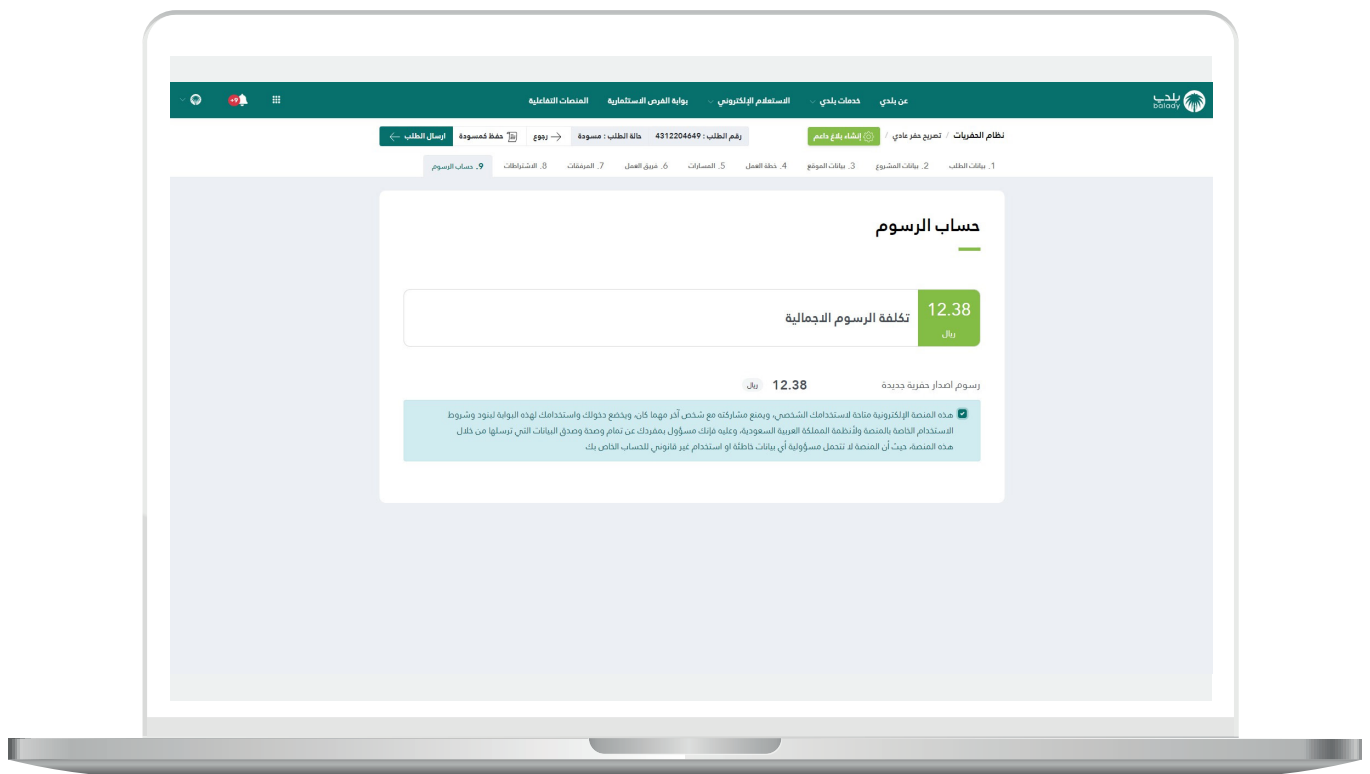 بلدي
balady
عن بلدي
خدمات بلدي
الاستعلام الإلكتروني
بوابة الفرص الاستثمارية
المنصات التفاعلية
+9
نظام الحفريات / تصريح حفر عادي /
إنشاء بلاغ داعم
رقم الطلب : 4312204649
حالة الطلب : مسودة
رجوع
حفظ كمسودة
ارسال الطلب
1. بيانات الطلب
2. بيانات المشروع
3. بيانات الموقع
4. خطة العمل
5. المسارات
6. فريق العمل
7. المرفقات
8. الاشتراطات
9. حساب الرسوم
حساب الرسوم
12.38
ريال
تكلفة الرسوم الاجمالية
رسوم اصدار حفرية جديدة
12.38 ريال
هذه المنصة الإلكترونية متاحة لاستخدامك الشخصي، ويمنع مشاركته مع شخص آخر مهما كان، ويخضع دخولك واستخدامك لهذه البوابة لبنود وشروط
الاستخدام الخاصة بالمنصة ولأنظمة المملكة العربية السعودية، وعليه فإنك مسؤول بمفردك عن تمام وصحة وصدق البيانات التي ترسلها من خلال
هذه المنصة، حيث أن المنصة لا تتحمل مسؤولية أي بيانات خاطئة او استخدام غير قانوني للحساب الخاص بك